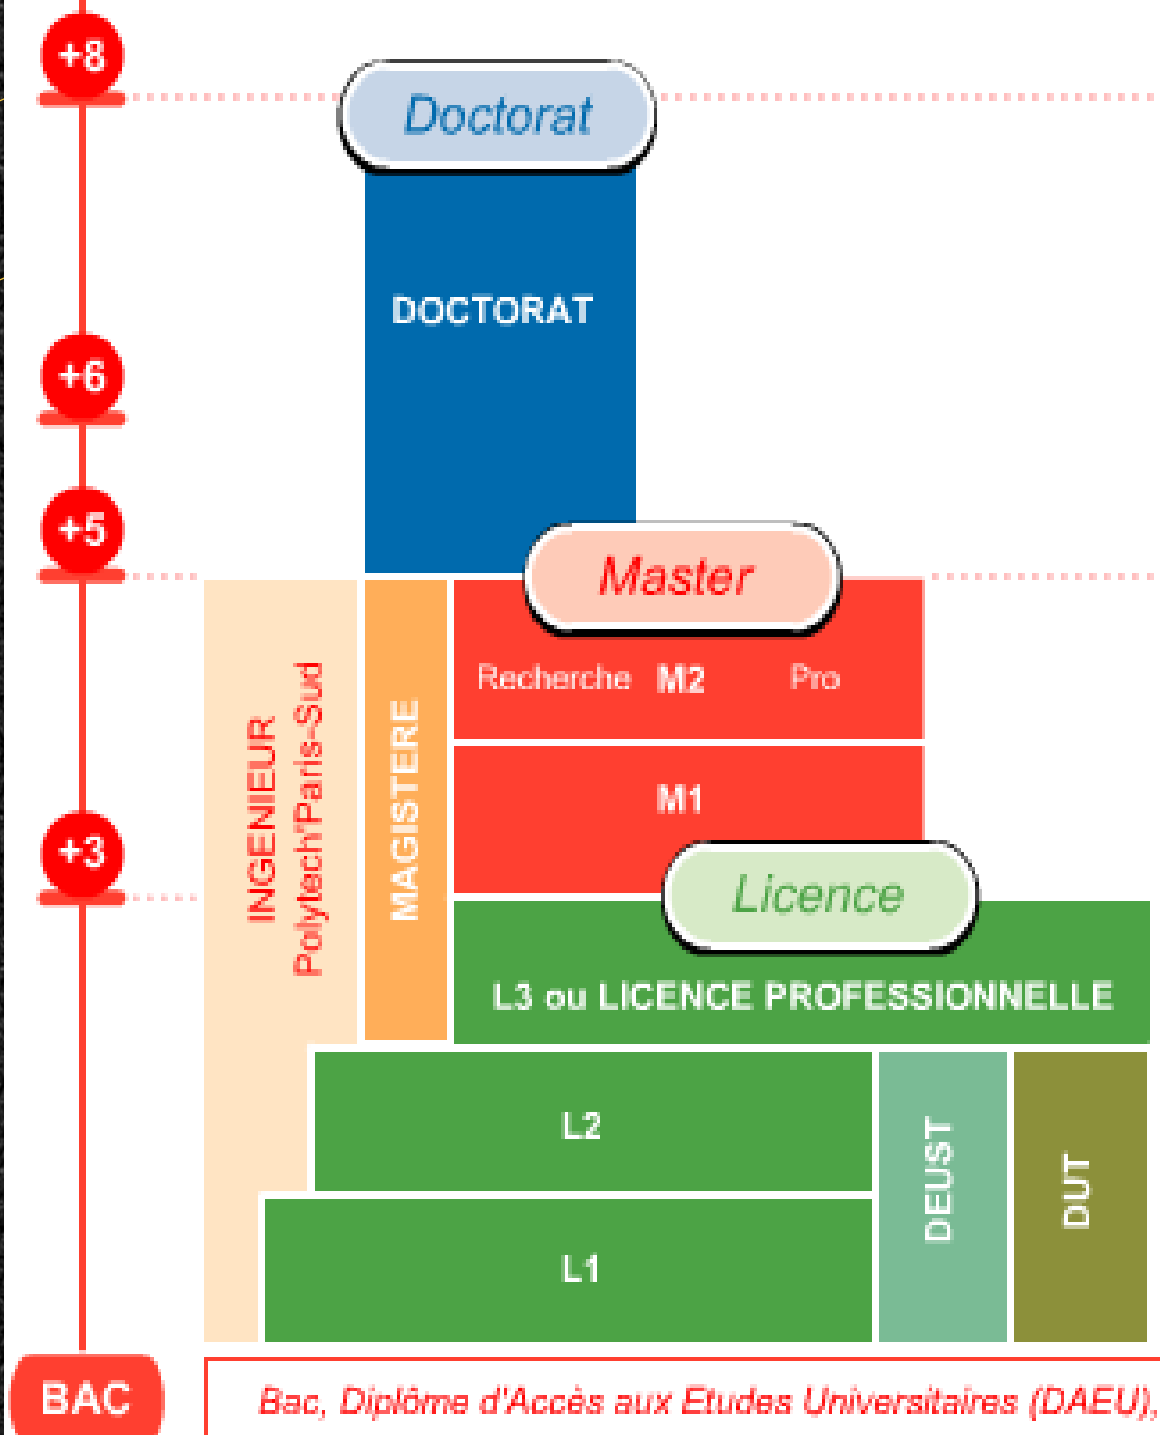 +8
Doctorat
DOCTORAT
+6
+5
Master
Recherche M2 Pro
INGENIEUR
Polytech'Paris-Sud
MAGISTERE
M1
+3
Licence
L3 ou LICENCE PROFESSIONNELLE
L2
DEUST
DUT
L1
BAC
Bac, Diplôme d'Accès aux Etudes Universitaires (DAEU),